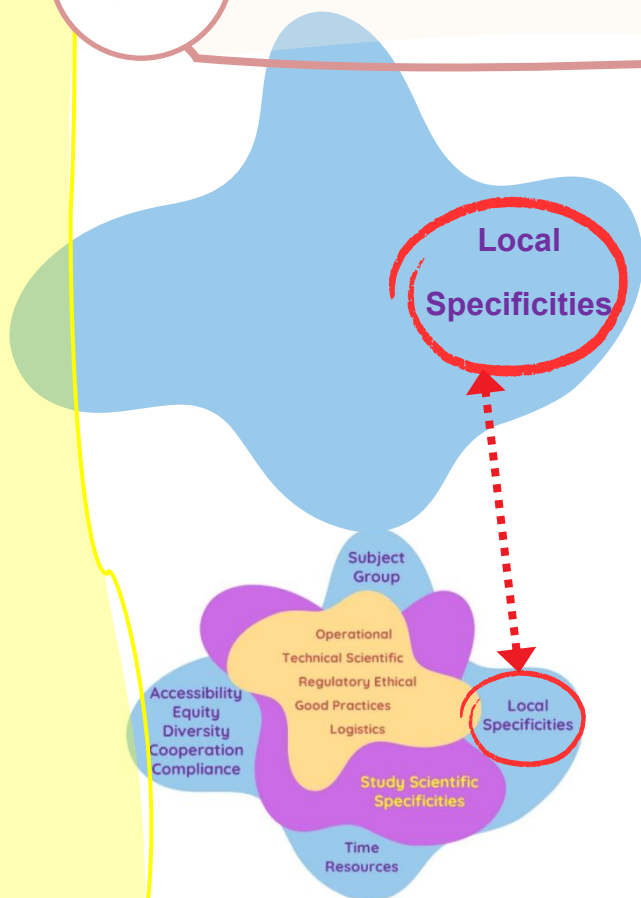 Local
Specificities
Subject
Group
Operational
Technical Scientific
Regulatory Ethical
Good Practices
Logistics
Accessibility
Equity
Diversity
Cooperation
Compliance
Local
Specificities
Study Scientific
Specificities
Time
Resources